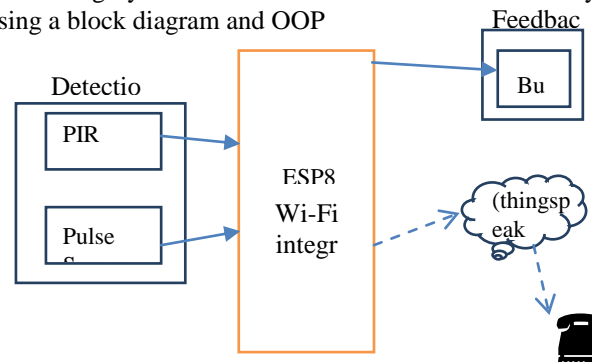 sing a block diagram and OOP
Feedbac
Detectio
Bu
PIR
ESP8
Wi-Fi
integr
(thingsp
eak
Pulse